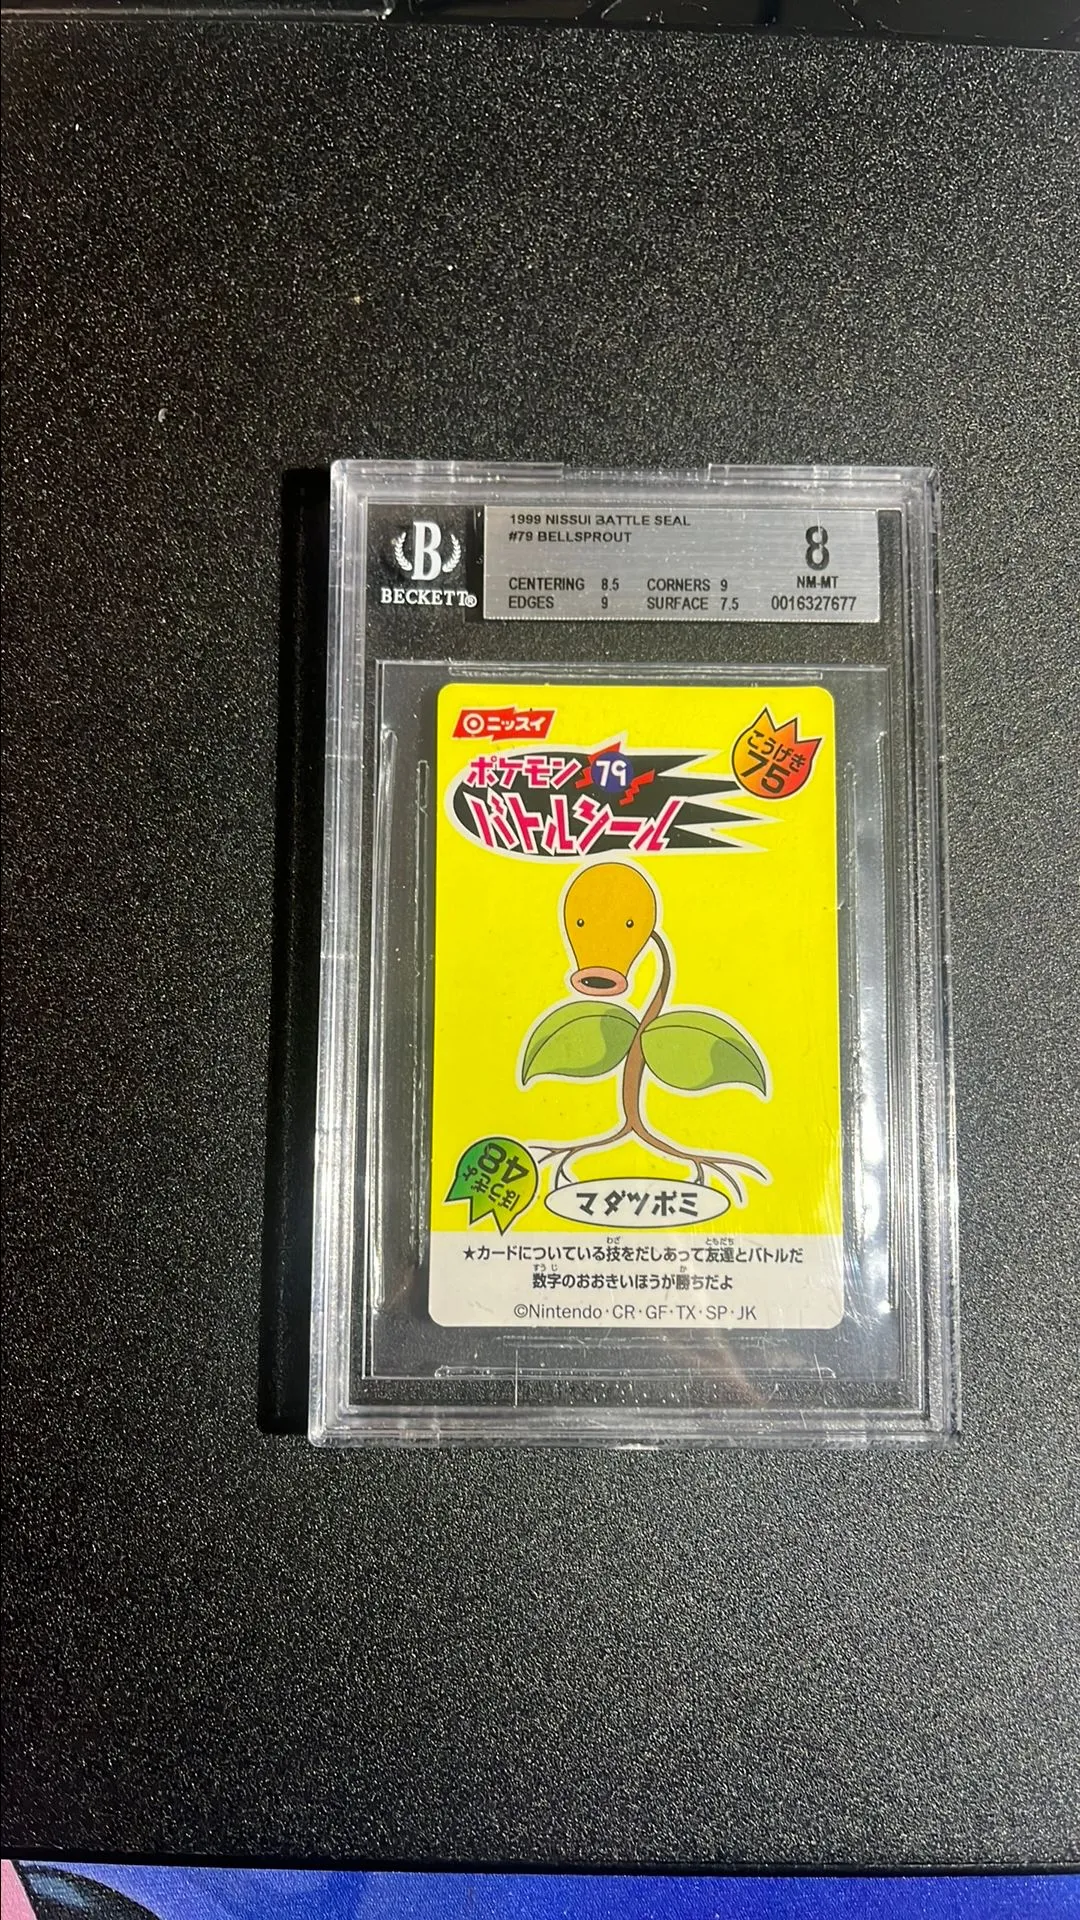 1999 NISSUI BATTLE SEAL
#79 BELLSPROUT
8
NM-MT
CENTERING 8.5 CORNERS 9
EDGES 9 SURFACE 7.5 0016327677
B
BECKETT®
ニッスイ
こうげき
75
ポケモン 79
バトルシール
ぼうぎょ
48
マダツボミ
★カードについている技をだしあって友達とバトルだ
数字のおおきいほうが勝ちだよ
©Nintendo・CR・GF・TX・SP・JK